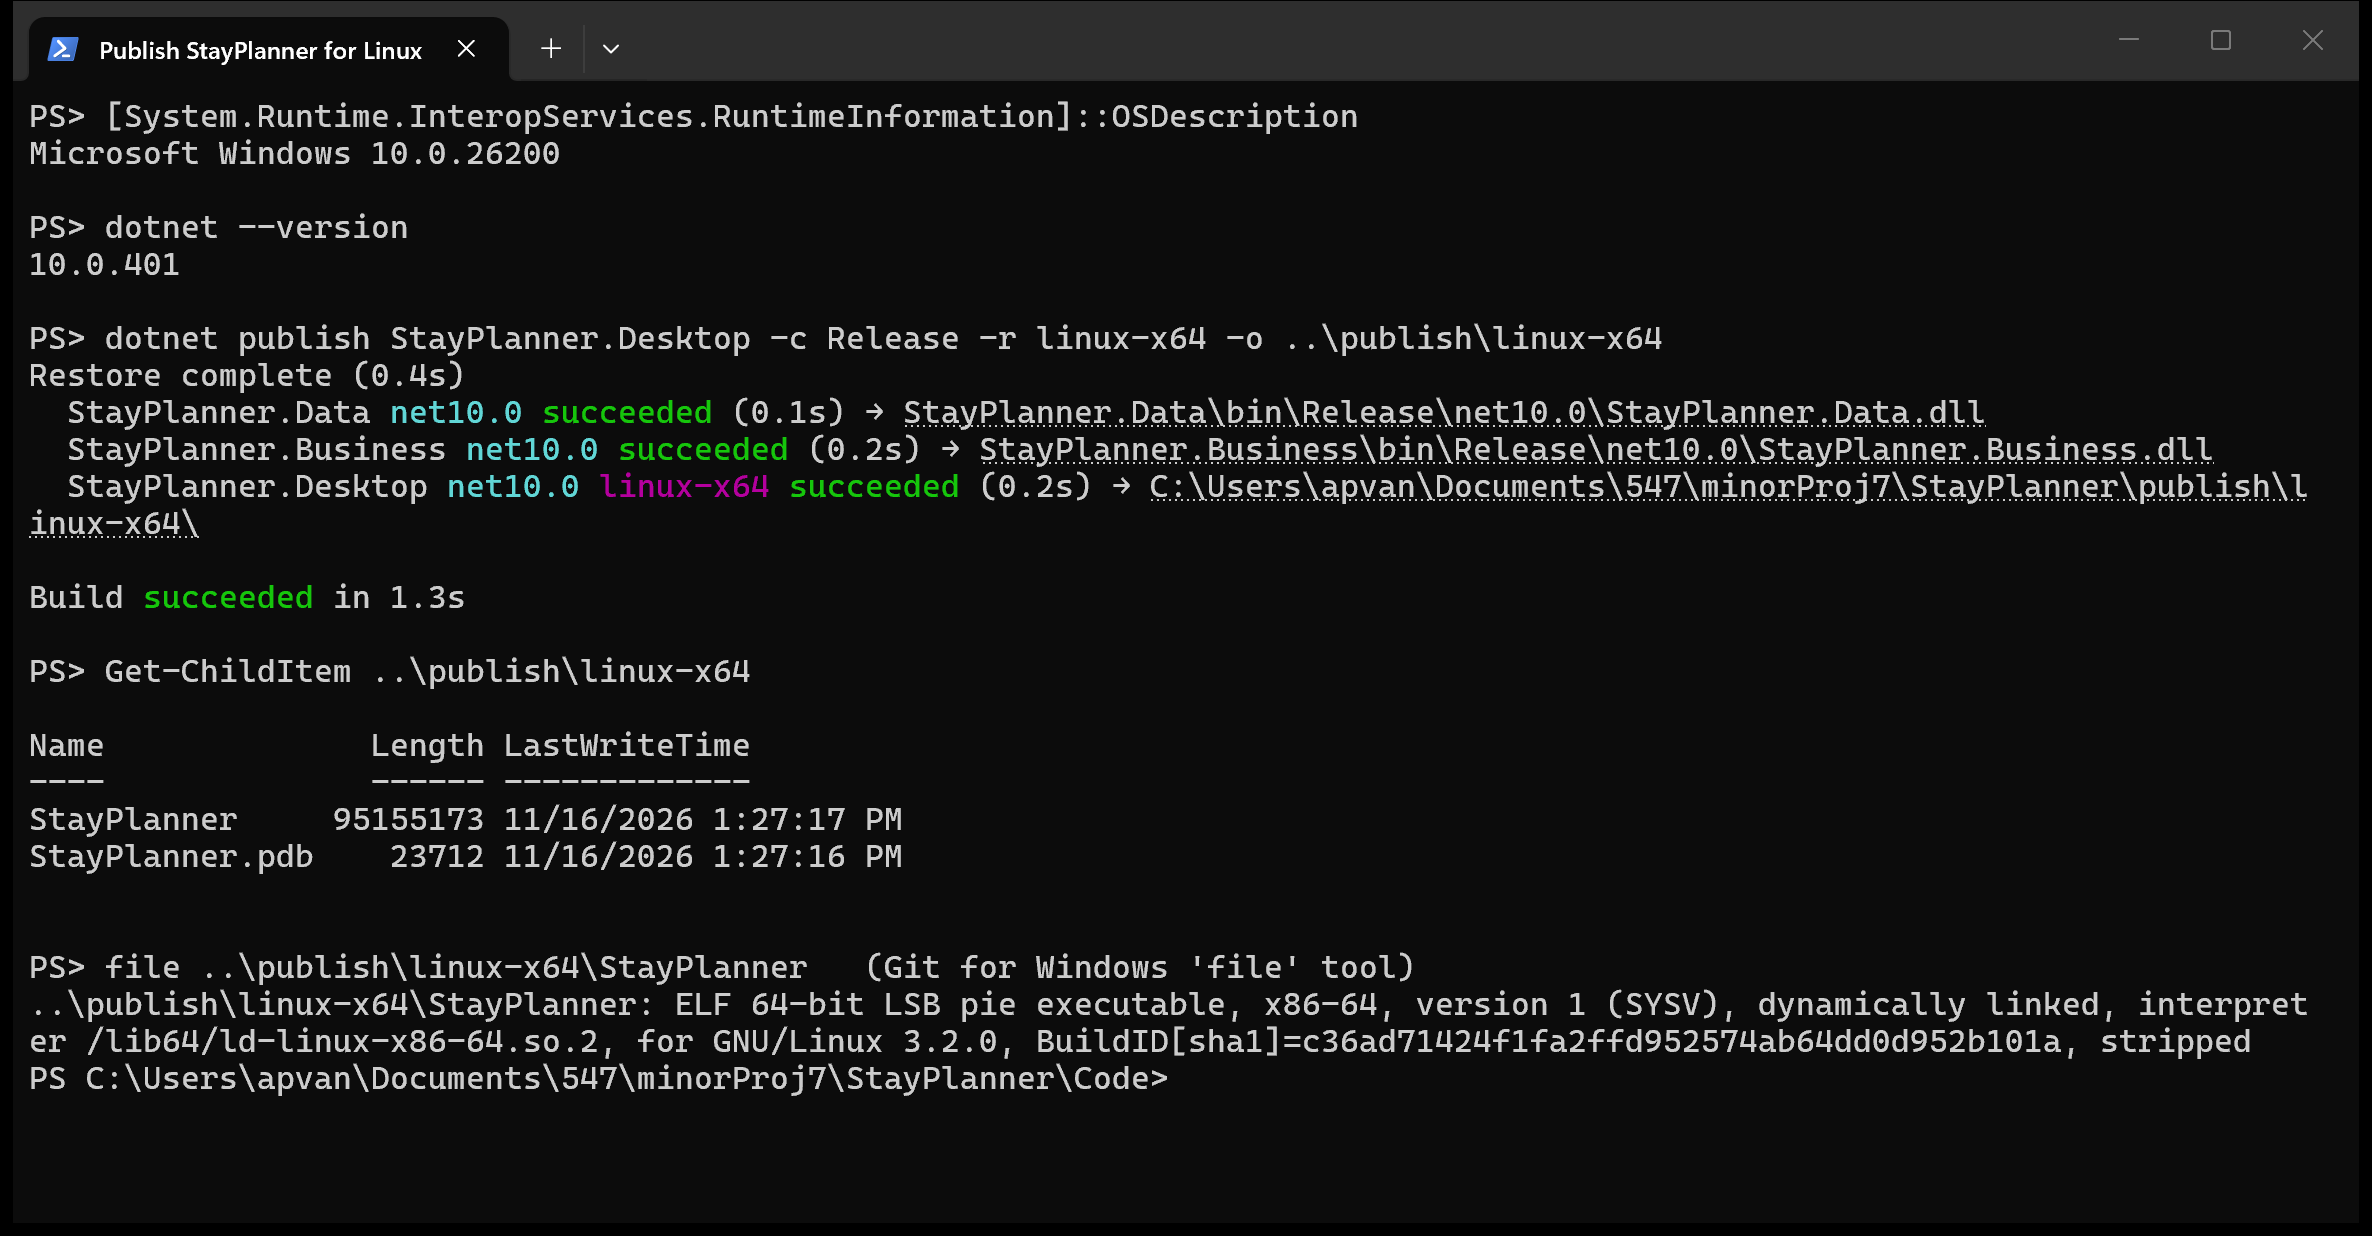 Publish StayPlanner for Linux
PS> [System.Runtime.InteropServices.RuntimeInformation]::OSDescription
Microsoft Windows 10.0.26200
PS> dotnet --version
10.0.401
PS> dotnet publish StayPlanner.Desktop -c Release -r linux-x64 -o ..\publish\linux-x64
Restore complete (0.4s)
  StayPlanner.Data net10.0 succeeded (0.1s) → StayPlanner.Data\bin\Release\net10.0\StayPlanner.Data.dll
  StayPlanner.Business net10.0 succeeded (0.2s) → StayPlanner.Business\bin\Release\net10.0\StayPlanner.Business.dll
  StayPlanner.Desktop net10.0 linux-x64 succeeded (0.2s) → C:\Users\apvan\Documents\547\minorProj7\StayPlanner\publish\l
inux-x64\
Build succeeded in 1.3s
PS> Get-ChildItem ..\publish\linux-x64
Name              Length LastWriteTime
----              ------ -------------
StayPlanner     95155173 11/16/2026 1:27:17 PM
StayPlanner.pdb    23712 11/16/2026 1:27:16 PM
PS> file ..\publish\linux-x64\StayPlanner   (Git for Windows 'file' tool)
..\publish\linux-x64\StayPlanner: ELF 64-bit LSB pie executable, x86-64, version 1 (SYSV), dynamically linked, interpret
er /lib64/ld-linux-x86-64.so.2, for GNU/Linux 3.2.0, BuildID[sha1]=c36ad71424f1fa2ffd952574ab64dd0d952b101a, stripped
PS C:\Users\apvan\Documents\547\minorProj7\StayPlanner\Code>